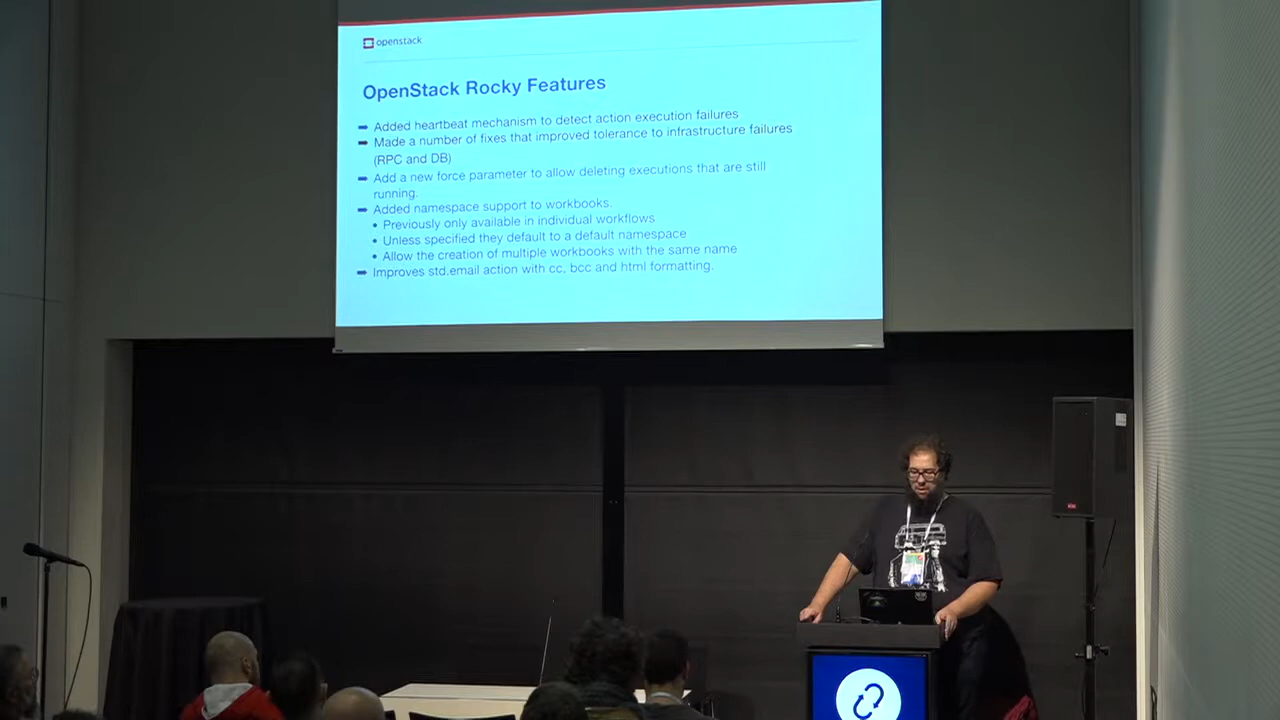 openstack
OpenStack Rocky Features
Added heartbeat mechanism to detect action execution failures
Made a number of fixes that improved tolerance to infrastructure failures
(RPC and DB)
Add a new force parameter to allow deleting executions that are still
running.
Added namespace support to workbooks.
Previously only available in individual workflows
Unless specified they default to a default namespace
Allow the creation of multiple workbooks with the same name
Improves std.email action with cc, bcc and html formatting.